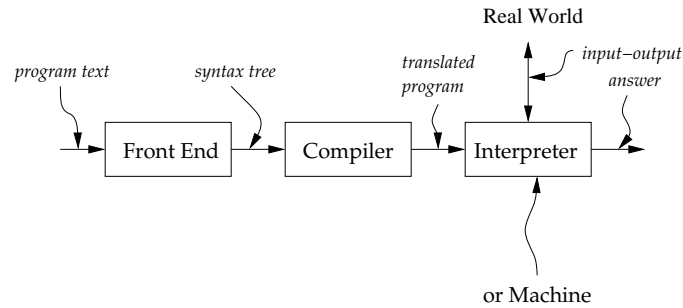 Real World
program text
syntax tree
translated
program
input–output
answer
Front End
Compiler
Interpreter
or Machine